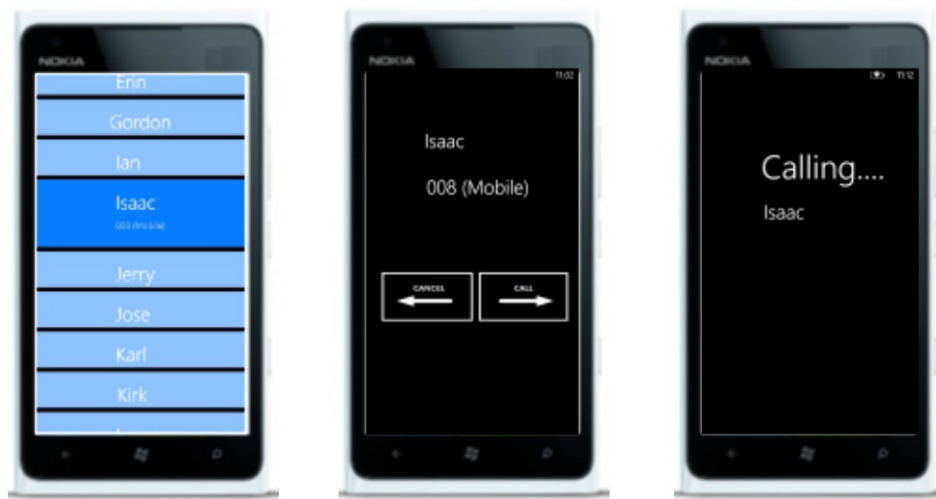 NOKIA
Erin
Gordon
Ian
Isaac
Jerry
Jose
Karl
Kirk
NOKIA
11:02
Isaac
008 (Mobile)
CANCEL
CALL
NOKIA
11:12
Calling....
Isaac